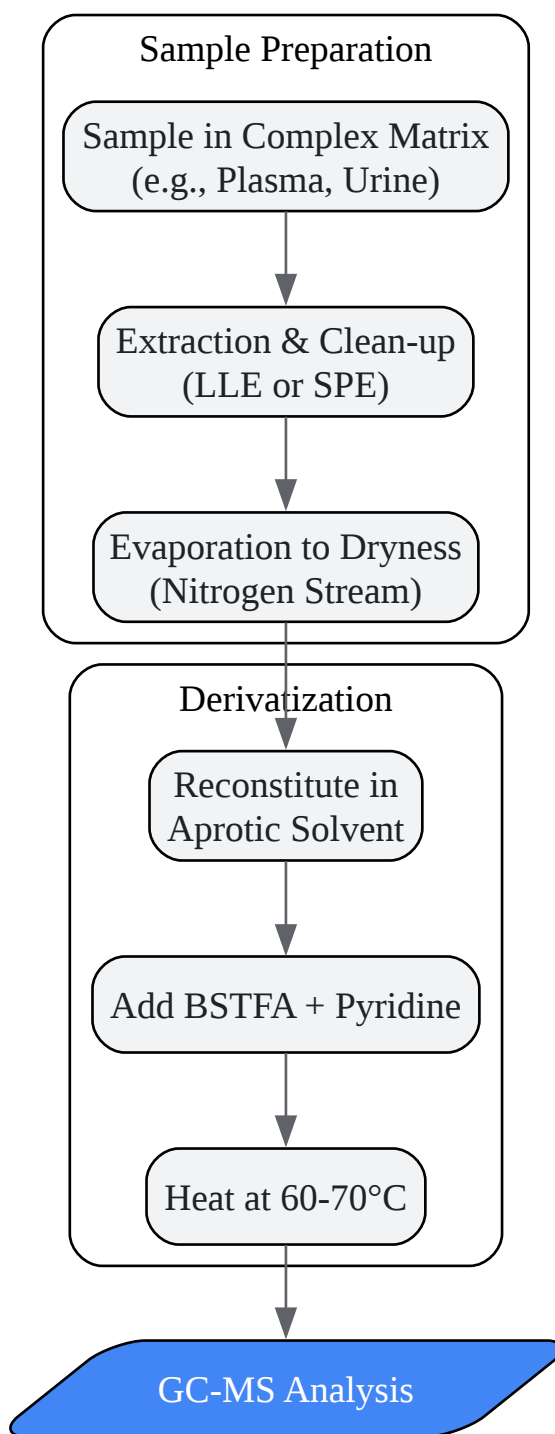 Sample Preparation
Sample in Complex Matrix
(e.g., Plasma, Urine)
Extraction & Clean-up
(LLE or SPE)
Evaporation to Dryness
(Nitrogen Stream)
Derivatization
Reconstitute in
Aprotic Solvent
Add BSTFA + Pyridine
Heat at 60-70°C
GC-MS Analysis